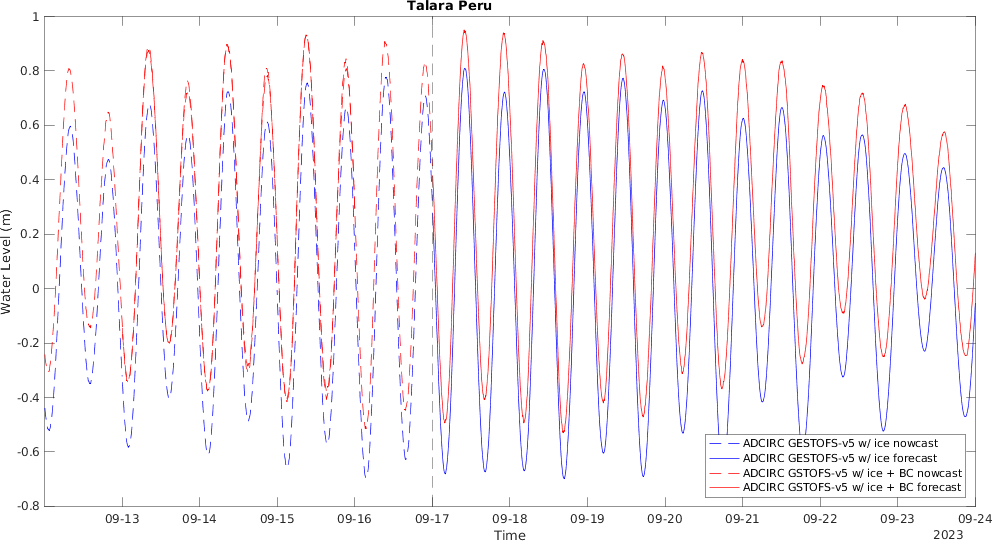 Talara Peru
1
0.8
0.6
0.4
0.2
0
-0.2
-0.4
-0.6
-0.8
Water Level (m)
ADCIRC GESTOFS-v5 w/ ice nowcast
ADCIRC GESTOFS-v5 w/ ice forecast
ADCIRC GSTOFS-v5 w/ ice + BC nowcast
ADCIRC GSTOFS-v5 w/ ice + BC forecast
09-13 09-14 09-15 09-16 09-17 09-18 09-19 09-20 09-21 09-22 09-23 09-24
Time
2023